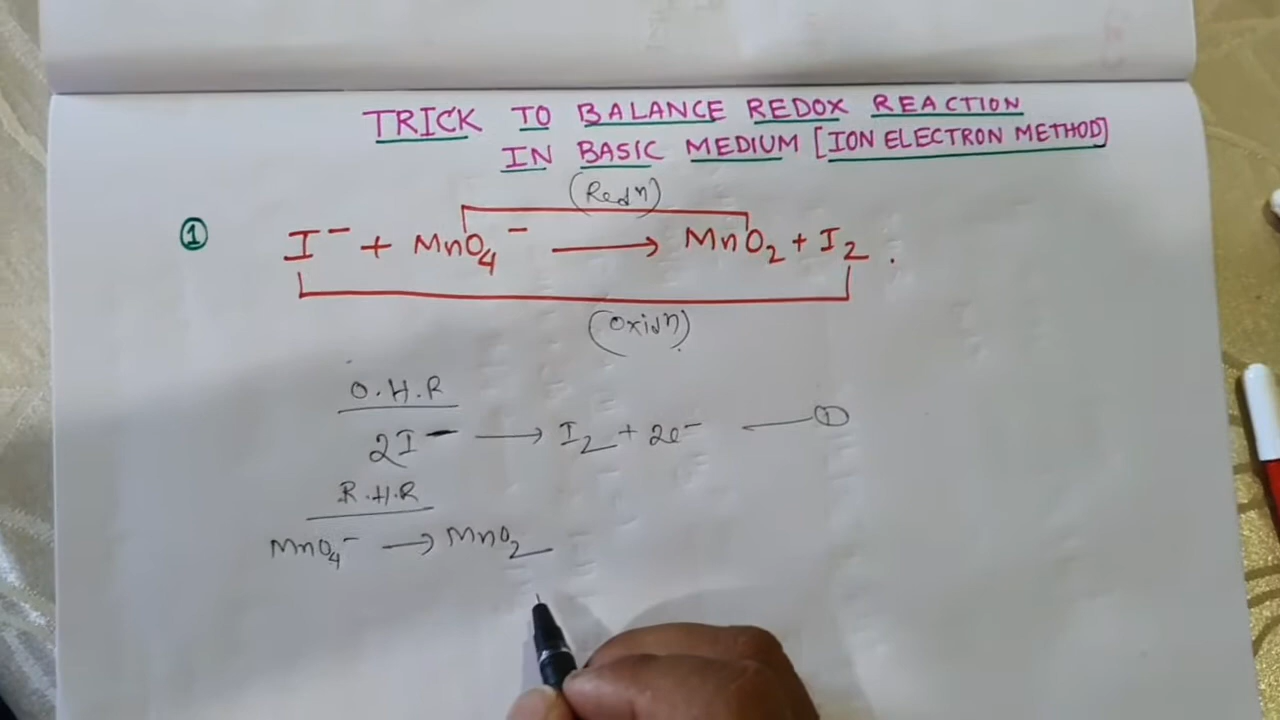 TRICK TO BALANCE REDOX REACTION
IN BASIC MEDIUM [ION ELECTRON METHOD]
(Redn)
① I⁻ + MnO₄⁻ ⟶ MnO₂ + I₂ .
(Oxidn)
O.H.R
2I⁻ ⟶ I₂ + 2e⁻ —— ①
R.H.R
MnO₄⁻ ⟶ MnO₂